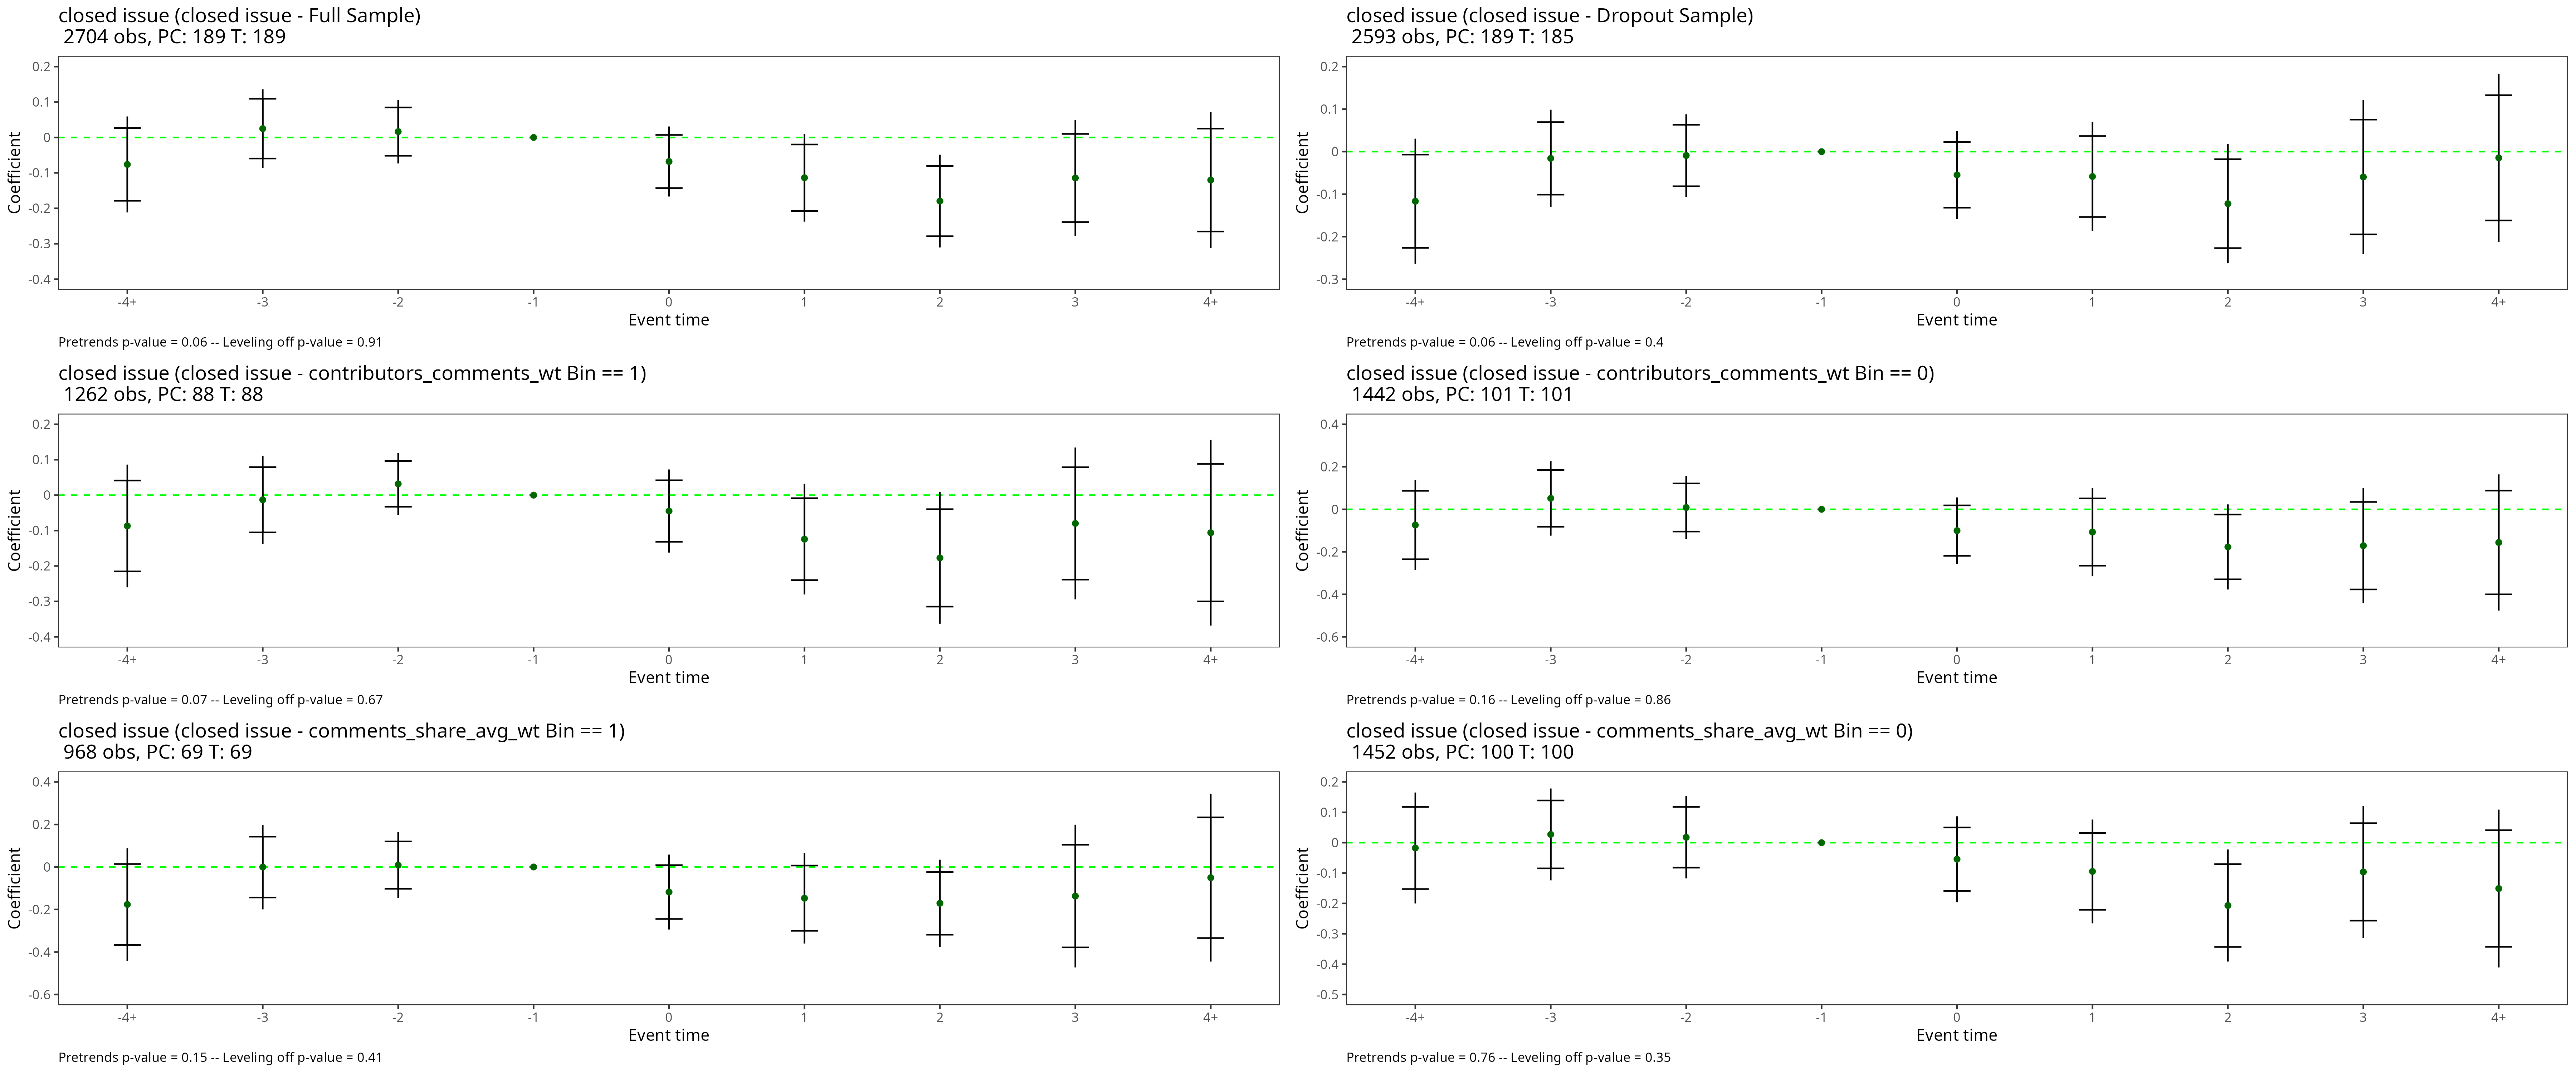 closed issue (closed issue - Full Sample)
2704 obs, PC: 189 T: 189
0.2
0.1
0
-0.1
-0.2
-0.3
-0.4
Coefficient
-4+ -3 -2 -1 0 1 2 3 4+
Event time
Pretrends p-value = 0.06 -- Leveling off p-value = 0.91
closed issue (closed issue - Dropout Sample)
2593 obs, PC: 189 T: 185
0.2
0.1
0
-0.1
-0.2
-0.3
Coefficient
-4+ -3 -2 -1 0 1 2 3 4+
Event time
Pretrends p-value = 0.06 -- Leveling off p-value = 0.4
closed issue (closed issue - contributors_comments_wt Bin == 1)
1262 obs, PC: 88 T: 88
0.2
0.1
0
-0.1
-0.2
-0.3
-0.4
Coefficient
-4+ -3 -2 -1 0 1 2 3 4+
Event time
Pretrends p-value = 0.07 -- Leveling off p-value = 0.67
closed issue (closed issue - contributors_comments_wt Bin == 0)
1442 obs, PC: 101 T: 101
0.4
0.2
0
-0.2
-0.4
-0.6
Coefficient
-4+ -3 -2 -1 0 1 2 3 4+
Event time
Pretrends p-value = 0.16 -- Leveling off p-value = 0.86
closed issue (closed issue - comments_share_avg_wt Bin == 1)
968 obs, PC: 69 T: 69
0.4
0.2
0
-0.2
-0.4
-0.6
Coefficient
-4+ -3 -2 -1 0 1 2 3 4+
Event time
Pretrends p-value = 0.15 -- Leveling off p-value = 0.41
closed issue (closed issue - comments_share_avg_wt Bin == 0)
1452 obs, PC: 100 T: 100
0.2
0.1
0
-0.1
-0.2
-0.3
-0.4
-0.5
Coefficient
-4+ -3 -2 -1 0 1 2 3 4+
Event time
Pretrends p-value = 0.76 -- Leveling off p-value = 0.35